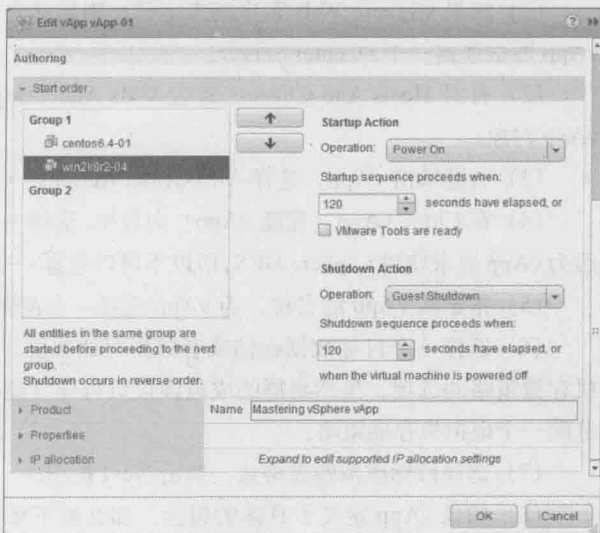 Edit vApp vApp-01
Authoring
Start order
Group 1
centos6.4-01
win2k8r2-04
Group 2
Startup Action
Operation: Power On
Startup sequence proceeds when:
120 seconds have elapsed, or
VMware Tools are ready
Shutdown Action
Operation: Guest Shutdown
Shutdown sequence proceeds when:
120 seconds have elapsed, or
when the virtual machine is powered off
All entities in the same group are
started before proceeding to the next
group.
Shutdown occurs in reverse order.
Product
Name Mastering vSphere vApp
Properties
IP allocation
Expand to edit supported IP allocation settings
OK
Cancel